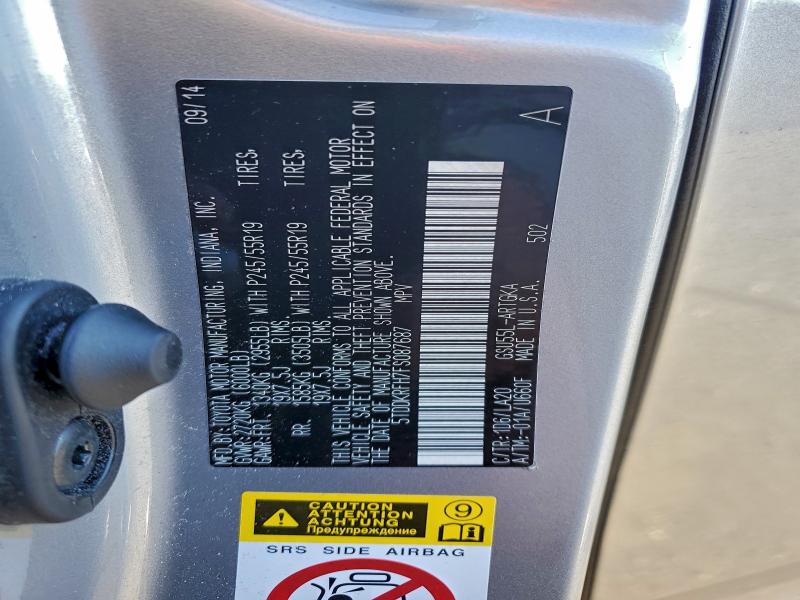 MFD.BY: TOYOTA MOTOR MANUFACTURING, INDIANA, INC. 09/14
GVWR:2720KG (6000LB)
GAWR:FRT. 1340KG (2955LB) WITH P245/55R19 TIRES,
19X7.5J RIMS,
RR. 1585KG (3505LB) WITH P245/55R19 TIRES,
19X7.5J RIMS.
THIS VEHICLE CONFORMS TO ALL APPLICABLE FEDERAL MOTOR
VEHICLE SAFETY AND THEFT PREVENTION STANDARDS IN EFFECT ON
THE DATE OF MANUFACTURE SHOWN ABOVE.
5TDDKRFH7FS087687 MPV
C/TR:1D6/LA20 GSU55L-ARTGKA
A/TM:-01A/U660F MADE IN U.S.A. 502
A
CAUTION
ATTENTION
ACHTUNG
Предупреждение
9
SRS SIDE AIRBAG